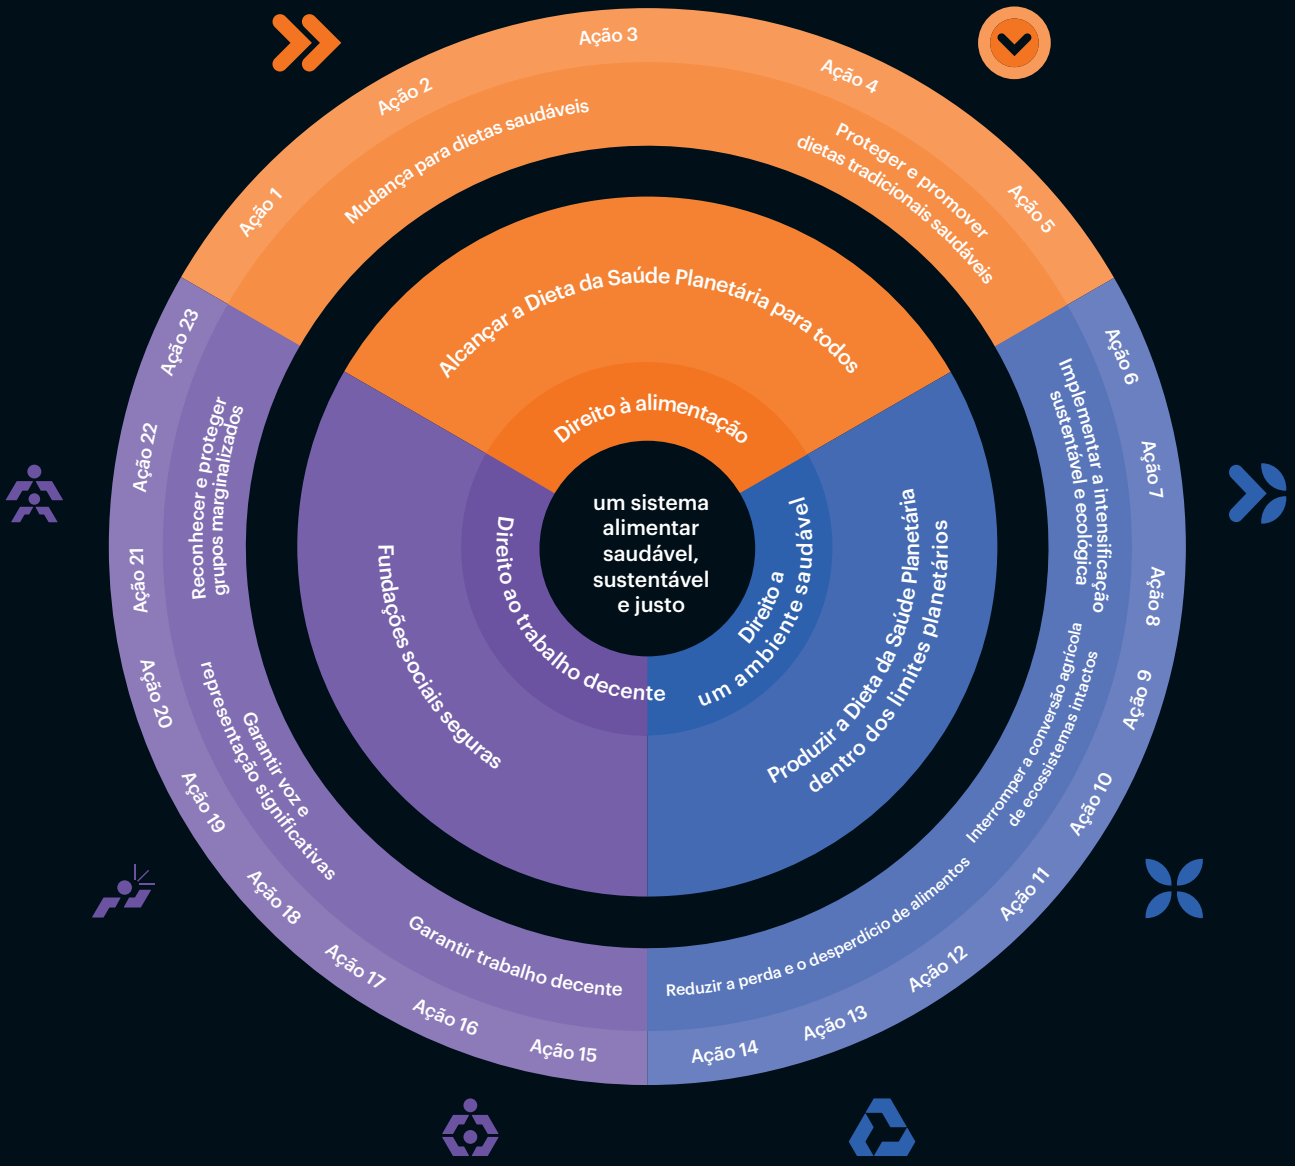 Ação 1
Ação 2
Ação 3
Ação 4
Ação 5
Mudança para dietas saudáveis
Proteger e promover
dietas tradicionais saudáveis
Alcançar a Dieta da Saúde Planetária para todos
Direito à alimentação
um sistema
alimentar
saudável,
sustentável
e justo
Direito a
um ambiente saudável
Produzir a Dieta da Saúde Planetária
dentro dos limites planetários
Implementar a intensificação
sustentável e ecológica
Interromper a conversão agrícola
de ecossistemas intactos
Reduzir a perda e o desperdício de alimentos
Ação 6
Ação 7
Ação 8
Ação 9
Ação 10
Ação 11
Ação 12
Ação 13
Ação 14
Direito ao trabalho decente
Fundações sociais seguras
Garantir trabalho decente
Garantir voz e
representação significativas
Reconhecer e proteger
grupos marginalizados
Ação 15
Ação 16
Ação 17
Ação 18
Ação 19
Ação 20
Ação 21
Ação 22
Ação 23